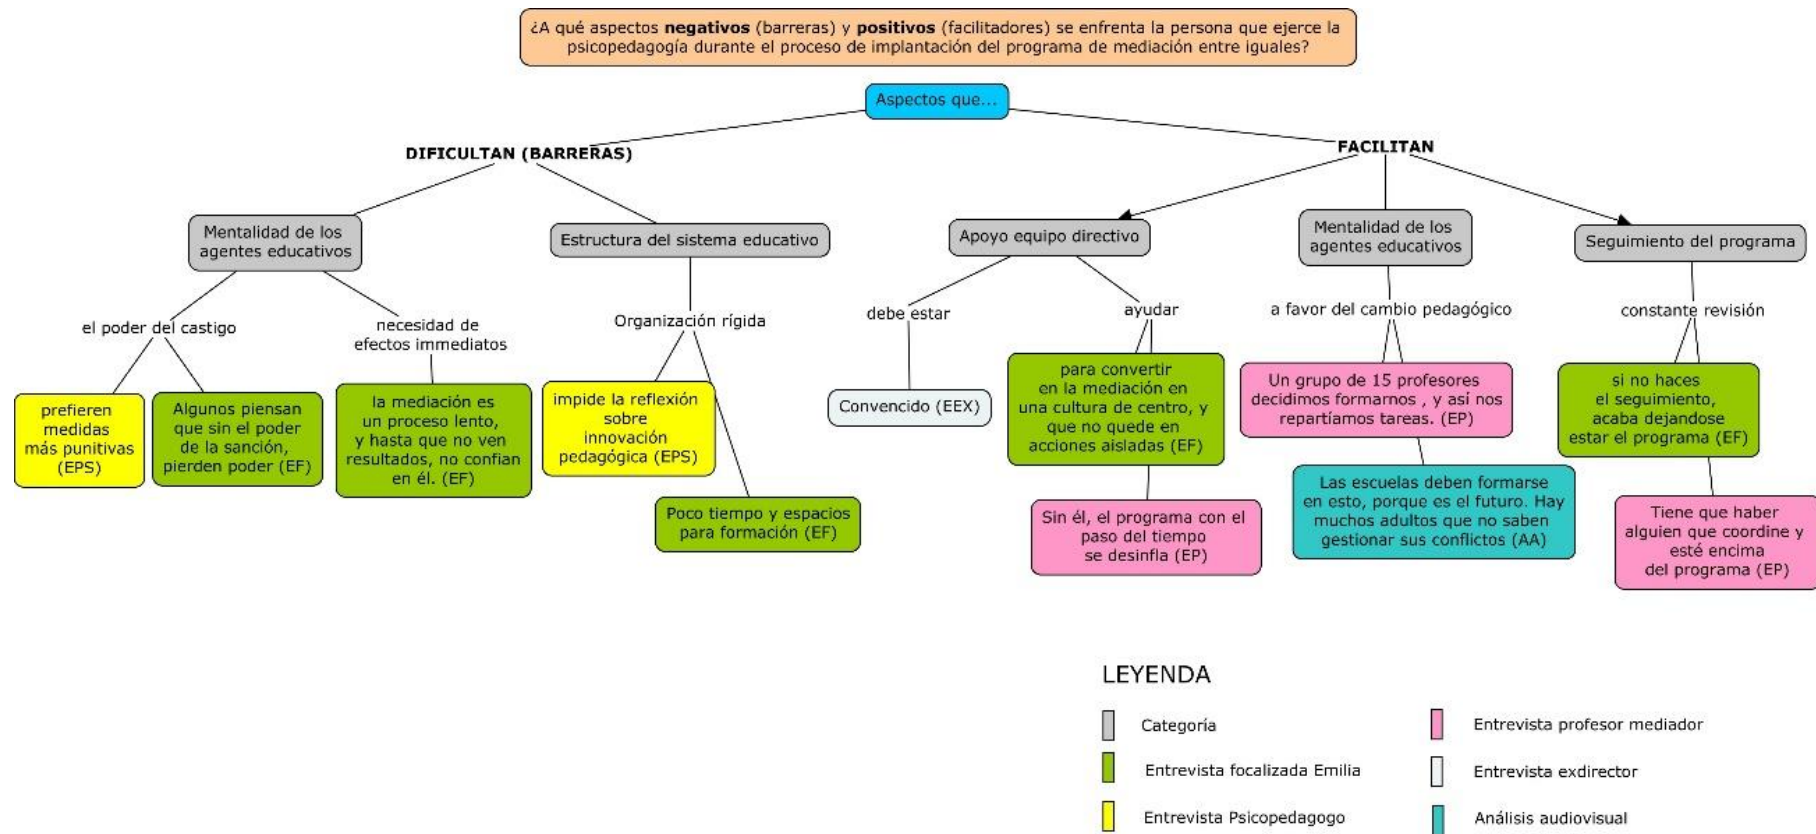 ¿A qué aspectos negativos (barreras) y positivos (facilitadores) se enfrenta la persona que ejerce la
psicopedagogía durante el proceso de implantación del programa de mediación entre iguales?
Aspectos que...
DIFICULTAN (BARRERAS)
FACILITAN
Mentalidad de los
agentes educativos
Estructura del sistema educativo
Apoyo equipo directivo
Mentalidad de los
agentes educativos
Seguimiento del programa
el poder del castigo
necesidad de
efectos immediatos
Organización rígida
debe estar
ayudar
a favor del cambio pedagógico
constante revisión
prefieren
medidas
más punitivas
(EPS)
Algunos piensan
que sin el poder
de la sanción,
pierden poder (EF)
la mediación es
un proceso lento,
y hasta que no ven
resultados, no confian
en él. (EF)
impide la reflexión
sobre
innovación
pedagógica (EPS)
Poco tiempo y espacios
para formación (EF)
Convencido (EEX)
para convertir
en la mediación en
una cultura de centro, y
que no quede en
acciones aisladas (EF)
Sin él, el programa con el
paso del tiempo
se desinfla (EP)
Un grupo de 15 profesores
decidimos formarnos , y así nos
repartíamos tareas. (EP)
Las escuelas deben formarse
en esto, porque es el futuro. Hay
muchos adultos que no saben
gestionar sus conflictos (AA)
si no haces
el seguimiento,
acaba dejandose
estar el programa (EF)
Tiene que haber
alguien que coordine y
esté encima
del programa (EP)
LEYENDA
Categoría
Entrevista focalizada Emilia
Entrevista Psicopedagogo
Entrevista profesor mediador
Entrevista exdirector
Análisis audiovisual